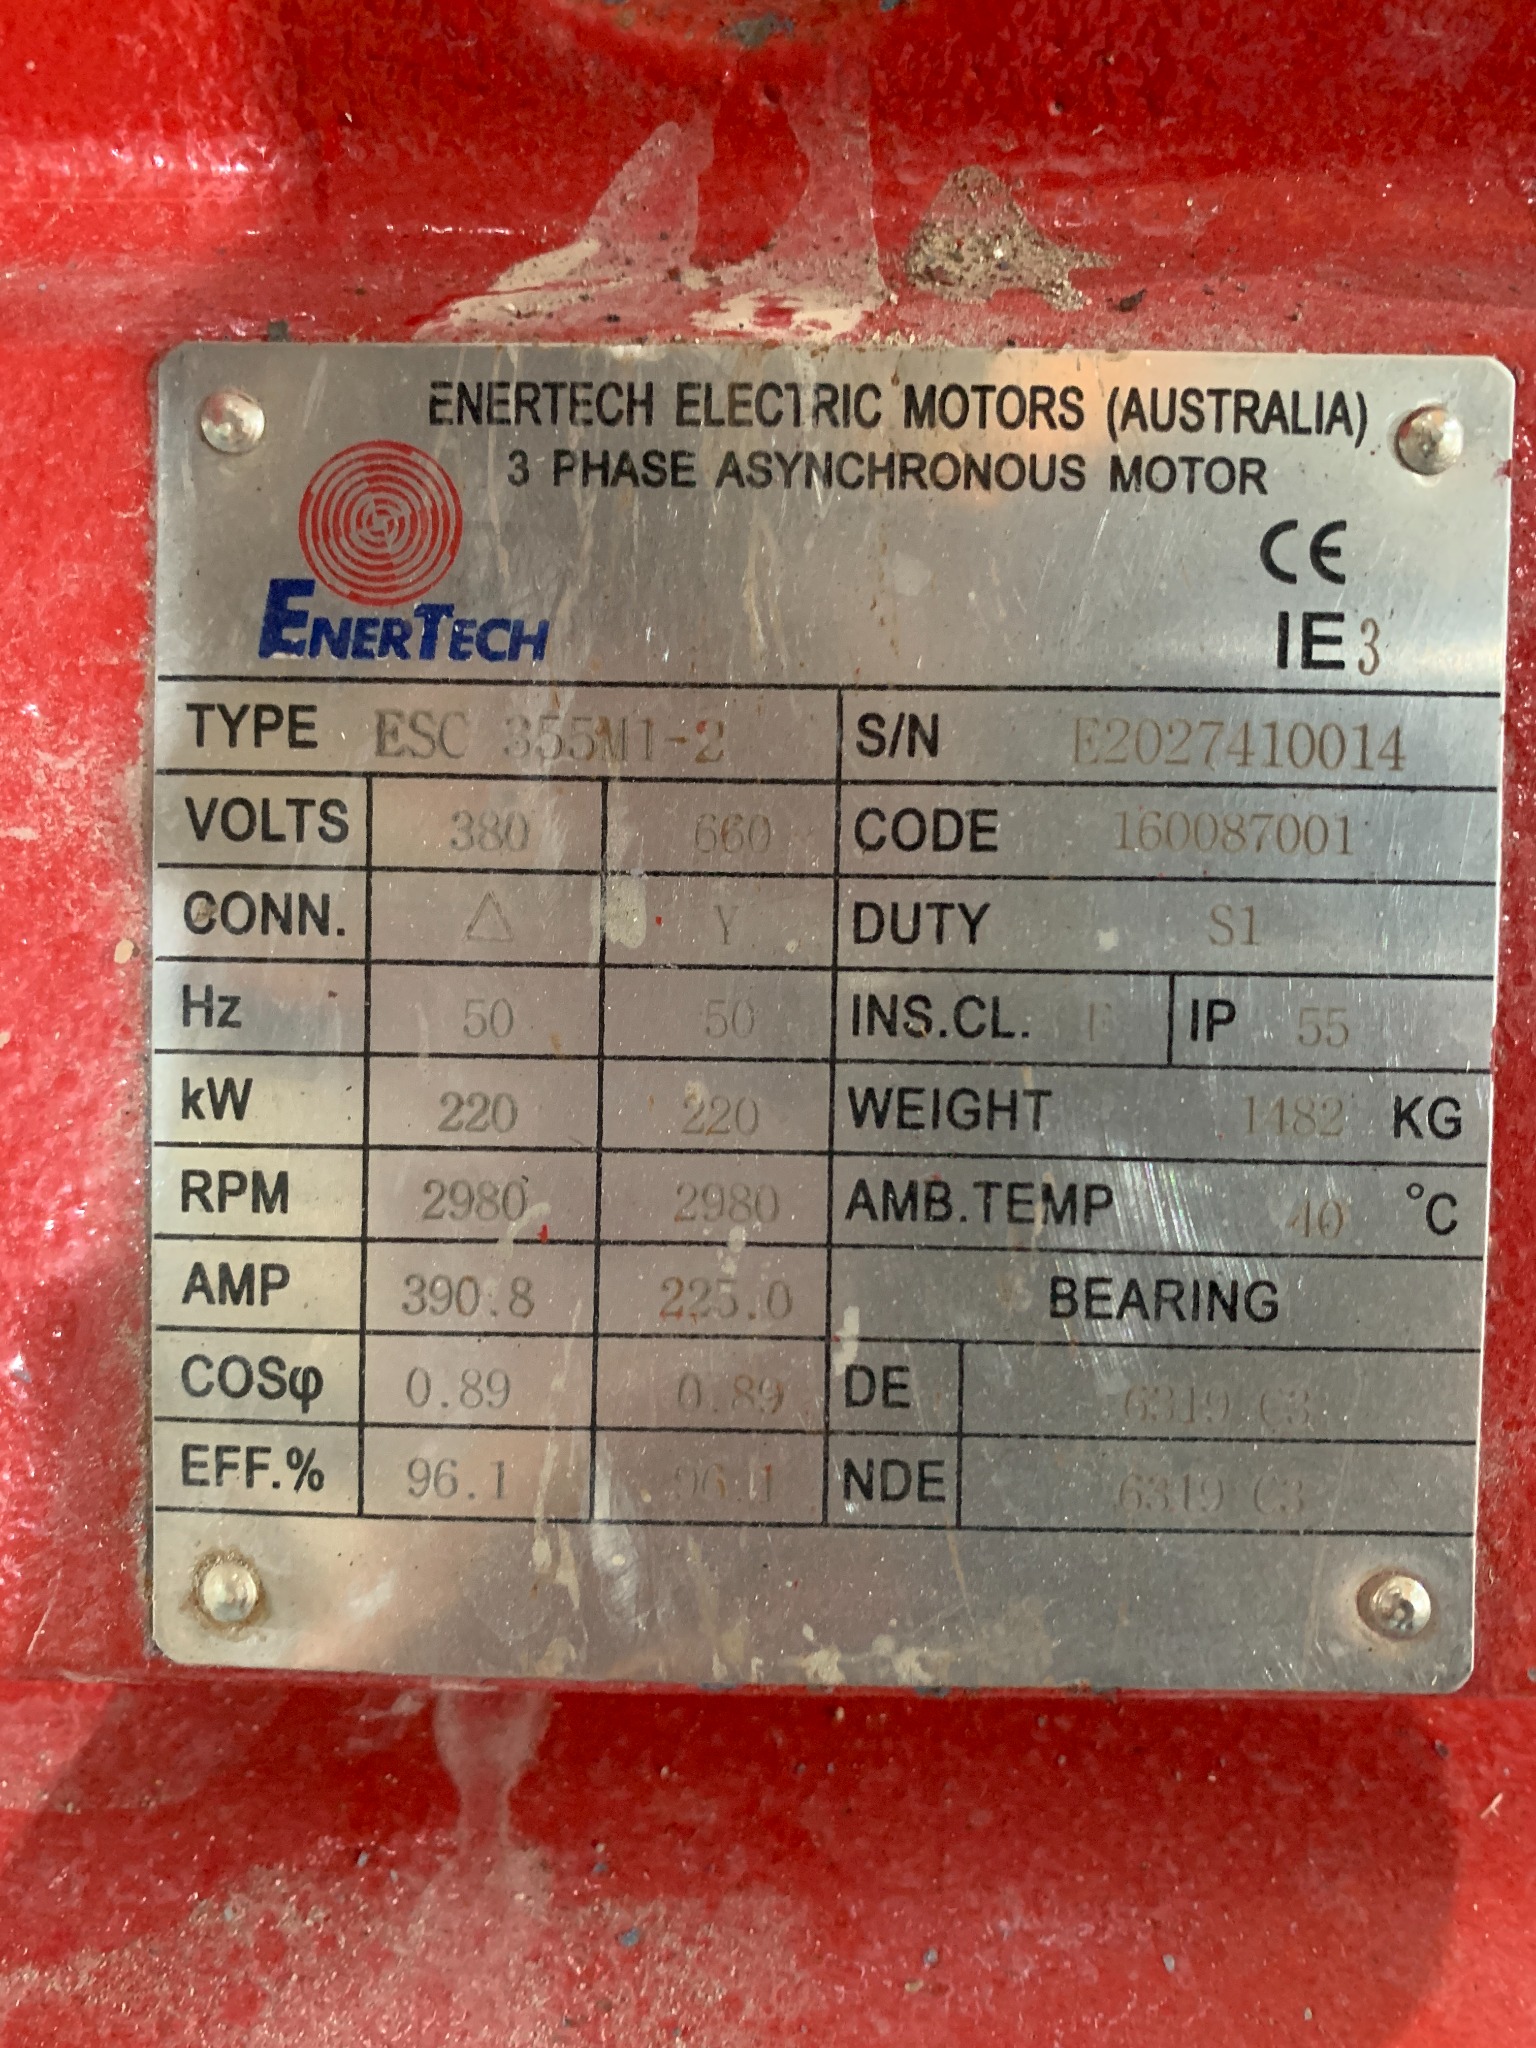 ENERTECH ELECTRIC MOTORS (AUSTRALIA)
3 PHASE ASYNCHRONOUS MOTOR
ENERTECH
CE
IE3
TYPE ESC 355M1-2 S/N E2027410014
VOLTS 380 660 CODE 160087001
CONN. △ Y DUTY S1
Hz 50 50 INS.CL. F IP 55
kW 220 220 WEIGHT 1482 KG
RPM 2980 2980 AMB.TEMP 40 °C
AMP 390.8 225.0 BEARING
COSφ 0.89 0.89 DE 6319 C3
EFF.% 96.1 96.1 NDE 6319 C3